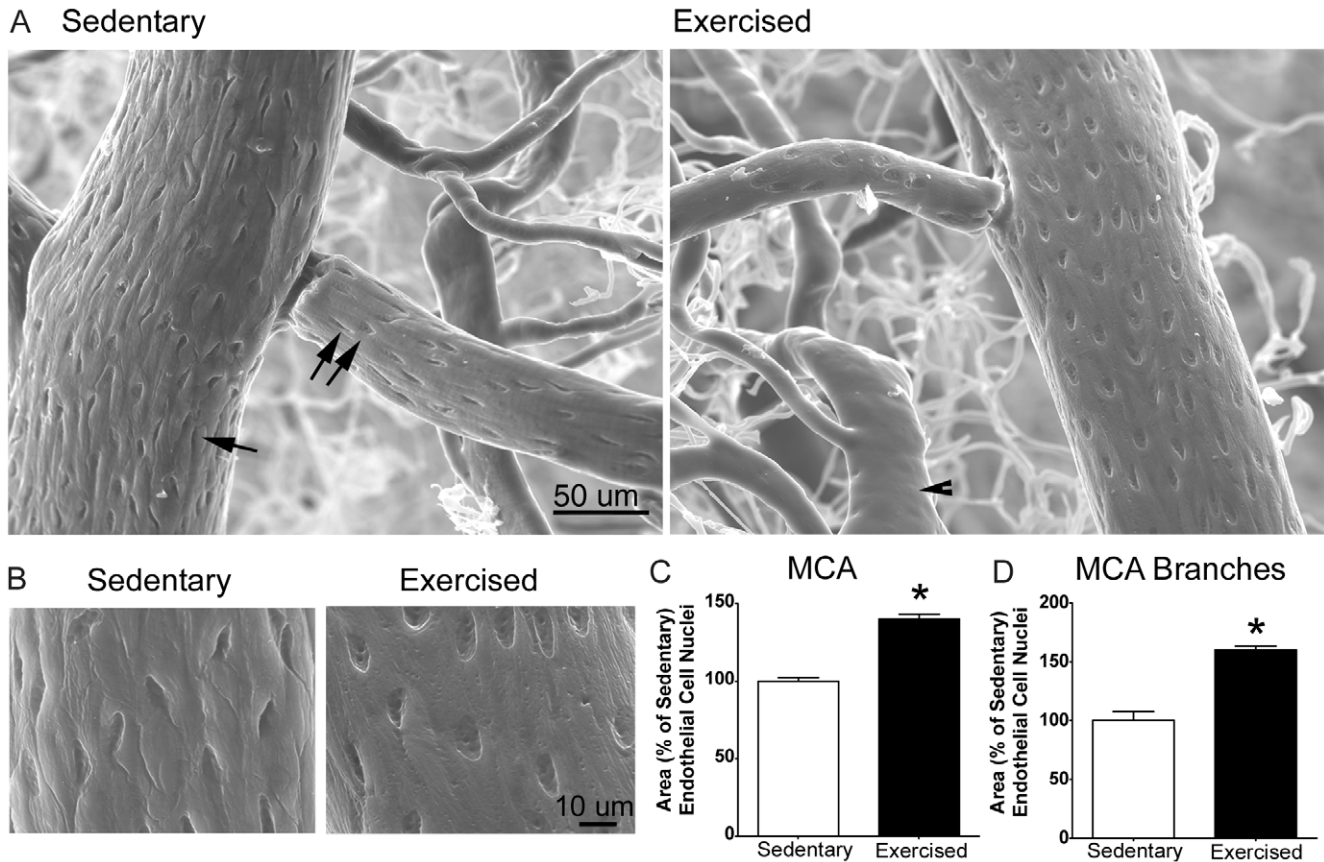 A Sedentary
Exercised
50 um
B Sedentary
Exercised
10 um
C MCA
Area (% of Sedentary)
Endothelial Cell Nuclei
150
100
50
0
*
Sedentary
Exercised
D MCA Branches
Area (% of Sedentary)
Endothelial Cell Nuclei
200
150
100
50
0
*
Sedentary
Exercised